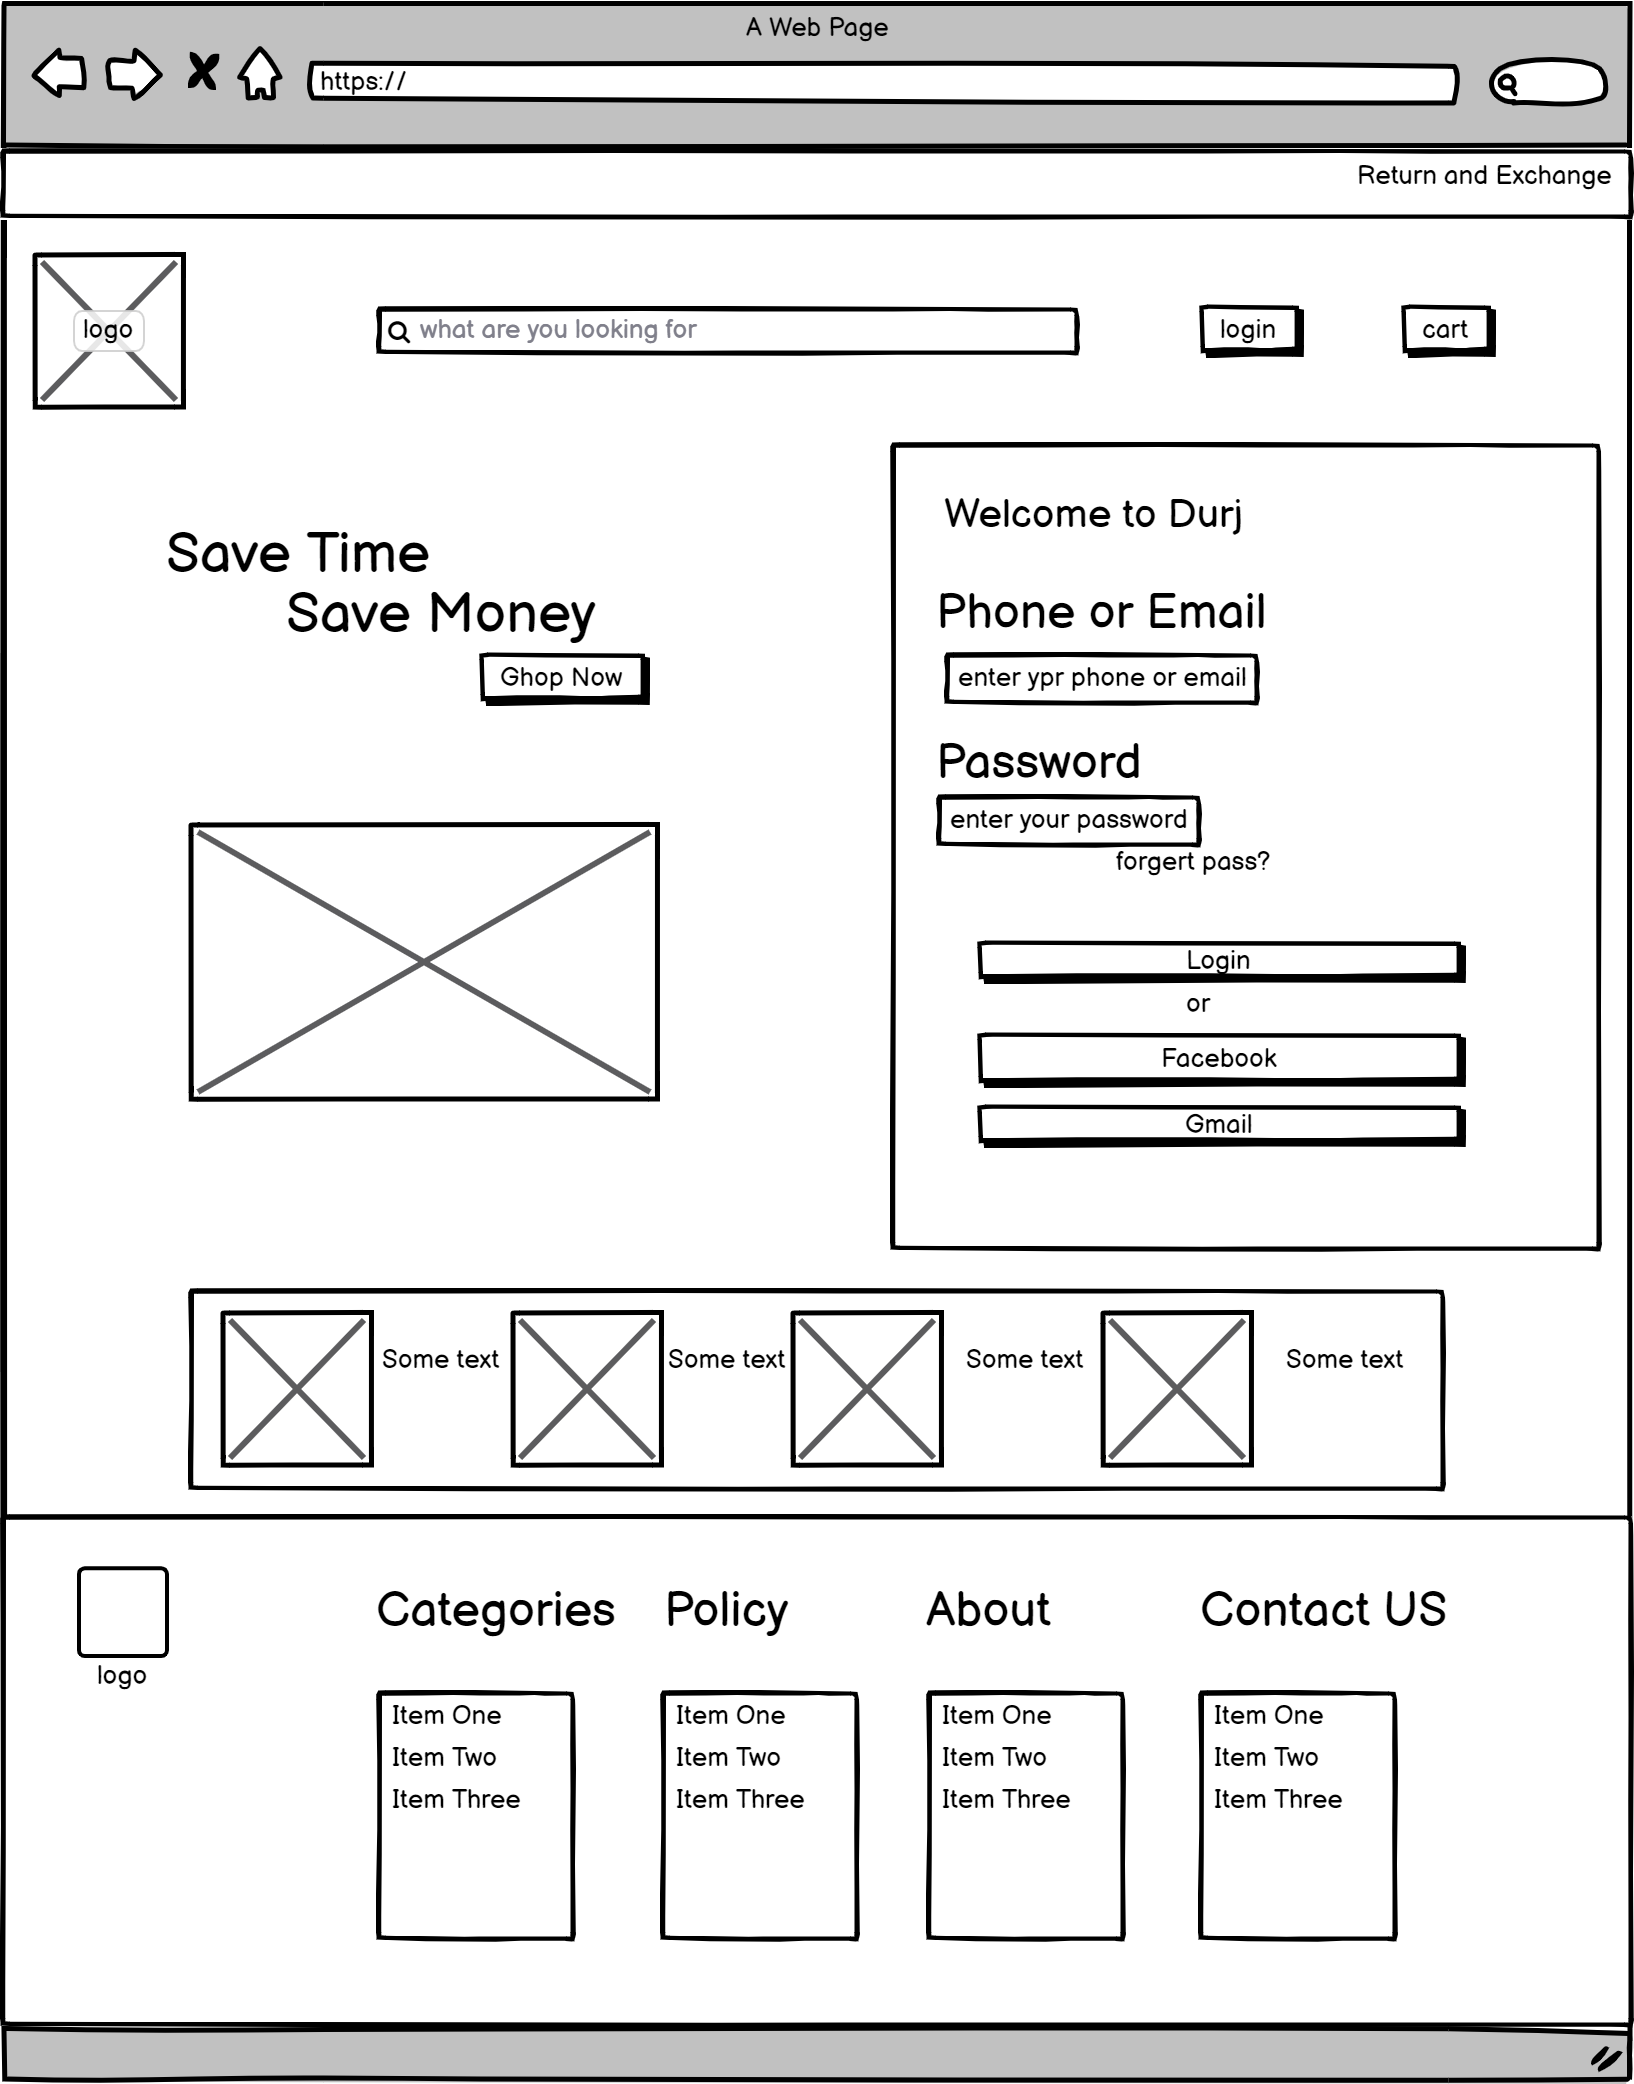 A Web Page
https://
Return and Exchange
logo
what are you looking for
login
cart
Save Time
Save Money
Ghop Now
Welcome to Durj
Phone or Email
enter ypr phone or email
Password
enter your password
forgert pass?
Login
or
Facebook
Gmail
Some text
Some text
Some text
Some text
logo
Categories
Policy
About
Contact US
Item One
Item Two
Item Three
Item One
Item Two
Item Three
Item One
Item Two
Item Three
Item One
Item Two
Item Three